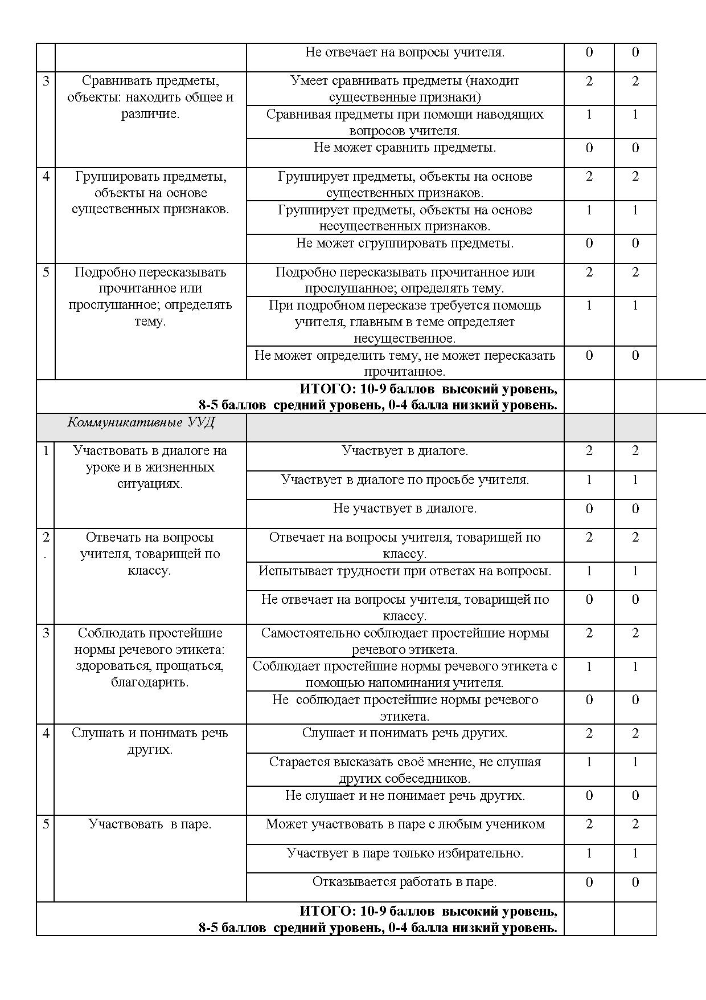 Не отвечает на вопросы учителя. 0 0
3 Сравнивать предметы, Умеет сравнивать предметы (находит 2 2
объекты: находить общее и существенные признаки)
различие. Сравнивая предметы при помощи наводящих 1 1
вопросов учителя.
Не может сравнить предметы. 0 0
4 Группировать предметы, Группирует предметы, объекты на основе 2 2
объекты на основе существенных признаков.
существенных признаков. Группирует предметы, объекты на основе 1 1
несущественных признаков.
Не может сгруппировать предметы. 0 0
5 Подробно пересказывать Подробно пересказывать прочитанное или 2 2
прочитанное или прослушанное; определять тему.
прослушанное; определять При подробном пересказе требуется помощь 1 1
тему. учителя, главным в теме определяет
несущественное.
Не может определить тему, не может пересказать 0 0
прочитанное.
ИТОГО: 10-9 баллов  высокий уровень,
8-5 баллов  средний уровень, 0-4 балла низкий уровень.
Коммуникативные УУД
1 Участвовать в диалоге на Участвует в диалоге. 2 2
уроке и в жизненных
ситуациях. Участвует в диалоге по просьбе учителя. 1 1
Не участвует в диалоге. 0 0
2 Отвечать на вопросы Отвечает на вопросы учителя, товарищей по 2 2
. учителя, товарищей по классу.
классу. Испытывает трудности при ответах на вопросы. 1 1
Не отвечает на вопросы учителя, товарищей по 0 0
классу.
3 Соблюдать простейшие Самостоятельно соблюдает простейшие нормы 2 2
нормы речевого этикета: речевого этикета.
здороваться, прощаться, Соблюдает простейшие нормы речевого этикета с 1 1
благодарить. помощью напоминания учителя.
Не  соблюдает простейшие нормы речевого 0 0
этикета.
4 Слушать и понимать речь Слушает и понимать речь других. 2 2
других.
Старается высказать своё мнение, не слушая 1 1
других собеседников.
Не слушает и не понимает речь других. 0 0
5 Участвовать  в паре. Может участвовать в паре с любым учеником 2 2
Участвует в паре только избирательно. 1 1
Отказывается работать в паре. 0 0
ИТОГО: 10-9 баллов  высокий уровень,
8-5 баллов  средний уровень, 0-4 балла низкий уровень.